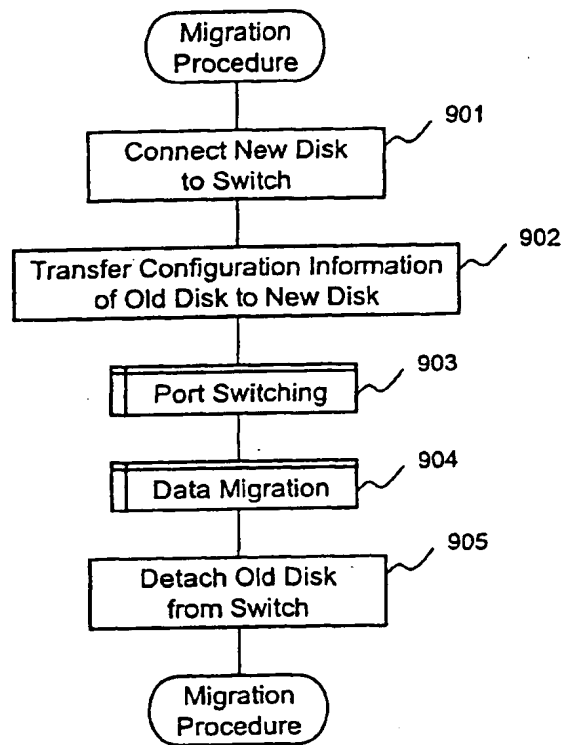 Migration
Procedure
901
Connect New Disk
to Switch
902
Transfer Configuration Information
of Old Disk to New Disk
903
Port Switching
904
Data Migration
905
Detach Old Disk
from Switch
Migration
Procedure